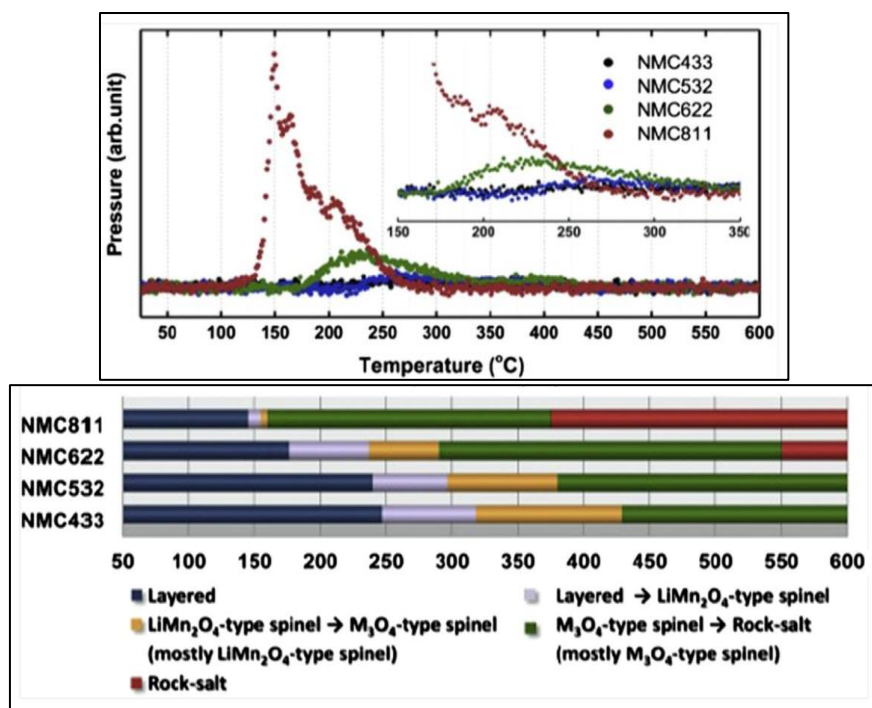 Pressure (arb.unit)
NMC433
NMC532
NMC622
NMC811
150 200 250 300 350
50 100 150 200 250 300 350 400 450 500 550 600
Temperature (°C)
NMC811
NMC622
NMC532
NMC433
50 100 150 200 250 300 350 400 450 500 550 600
Layered
Layered → LiMn₂O₄-type spinel
LiMn₂O₄-type spinel → M₃O₄-type spinel
(mostly LiMn₂O₄-type spinel)
M₃O₄-type spinel → Rock-salt
(mostly M₃O₄-type spinel)
Rock-salt